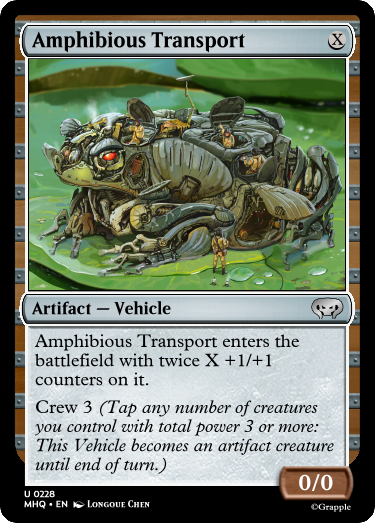 Amphibious Transport X
Artifact — Vehicle
Amphibious Transport enters the
battlefield with twice X +1/+1
counters on it.
Crew 3 (Tap any number of creatures
you control with total power 3 or more:
This Vehicle becomes an artifact creature
until end of turn.)
0/0
U 0228
MHQ • EN Longque Chen
©Grapple